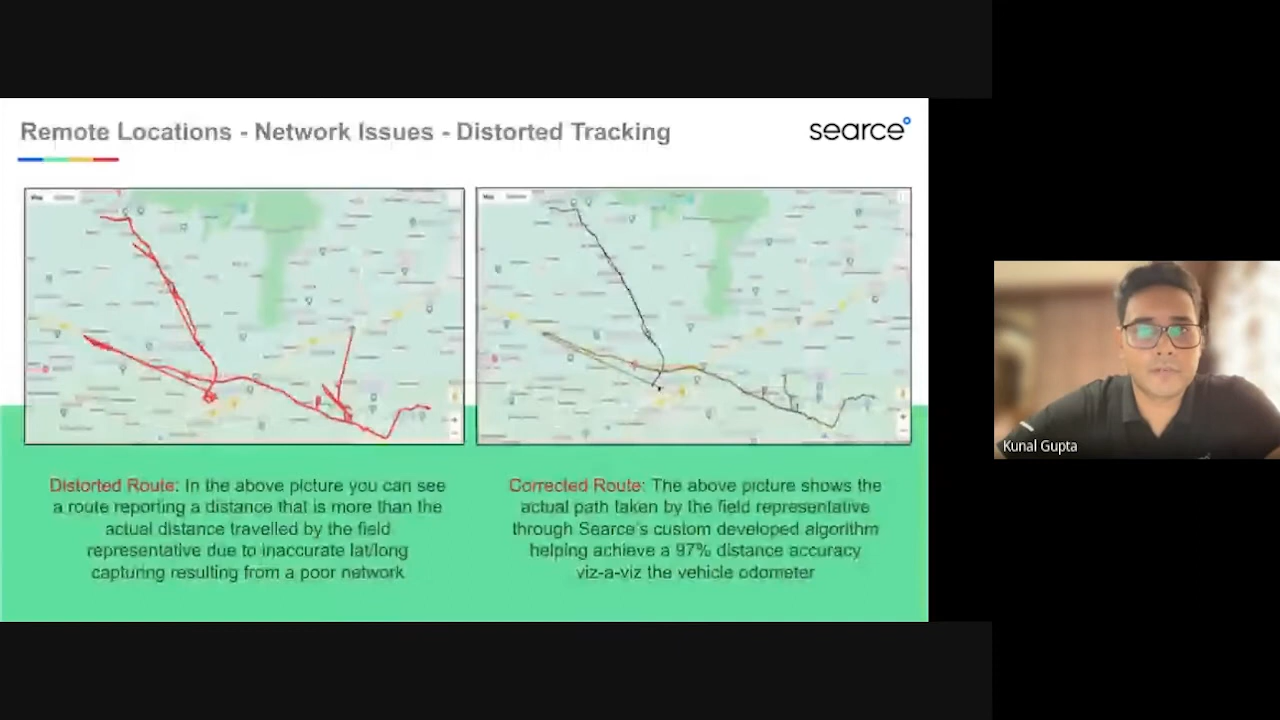 Remote Locations - Network Issues - Distorted Tracking
searce
Map
Distorted Route: In the above picture you can see
a route reporting a distance that is more than the
actual distance travelled by the field
representative due to inaccurate lat/long
capturing resulting from a poor network
Corrected Route: The above picture shows the
actual path taken by the field representative
through Searce's custom developed algorithm
helping achieve a 97% distance accuracy
viz-a-viz the vehicle odometer
Kunal Gupta